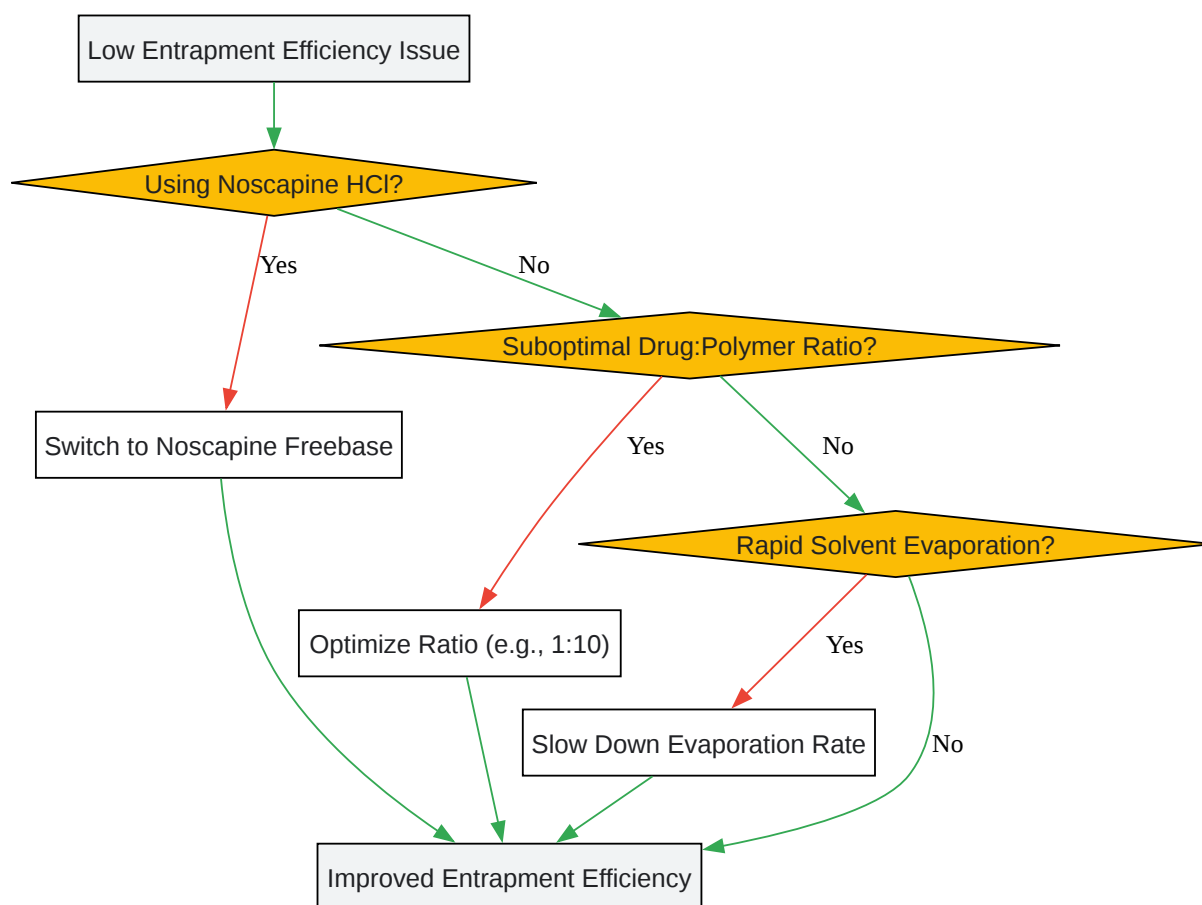 Low Entrapment Efficiency Issue
Using Noscapine HCl?
Yes
No
Suboptimal Drug:Polymer Ratio?
Switch to Noscapine Freebase
Yes
No
Rapid Solvent Evaporation?
Optimize Ratio (e.g., 1:10)
Yes
Slow Down Evaporation Rate
No
Improved Entrapment Efficiency